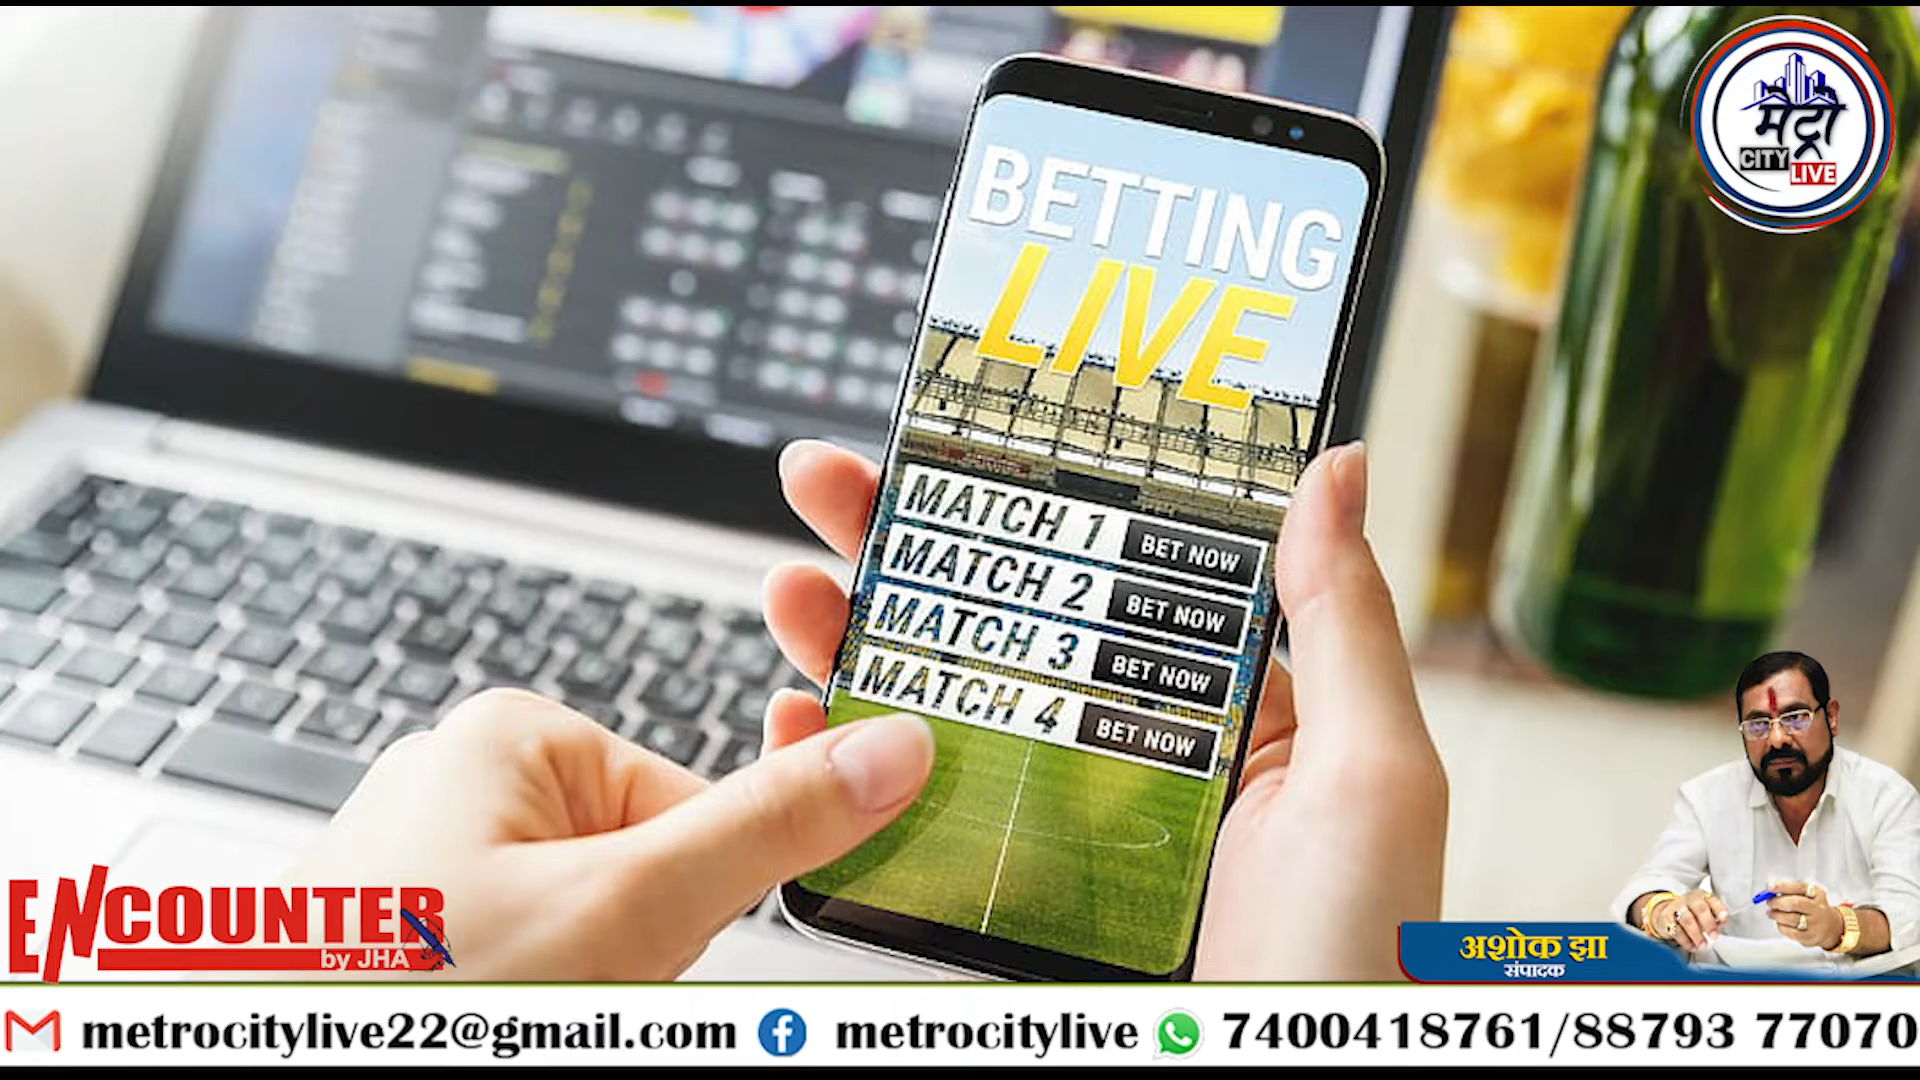 BETTING
LIVE
MATCH 1 BET NOW
MATCH 2 BET NOW
MATCH 3 BET NOW
MATCH 4 BET NOW
मेट्रो
CITY
LIVE
ENCOUNTER
by JHA
अशोक झा
संपादक
metrocitylive22@gmail.com metrocitylive 7400418761/88793 77070